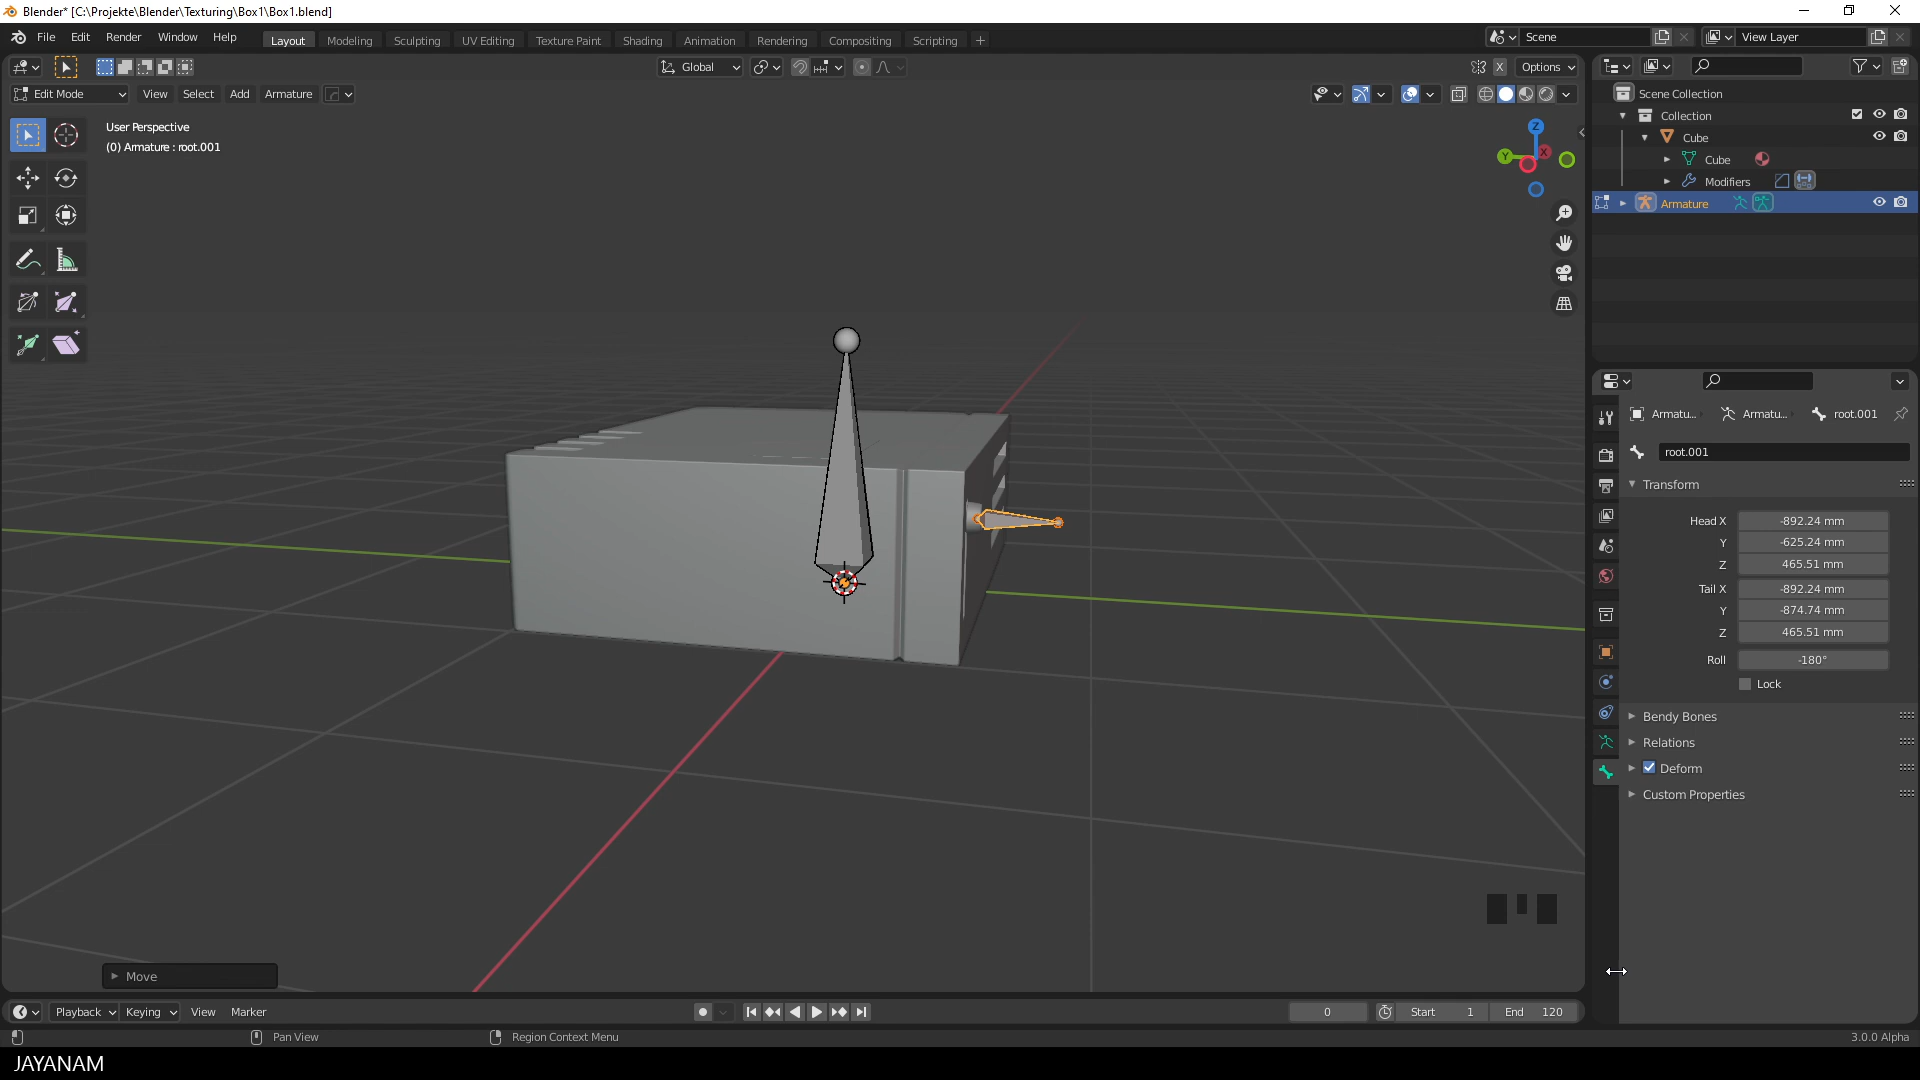 Blender* [C:\Projekte\Blender\Texturing\Box1\Box1.blend]
File Edit Render Window Help
Layout Modeling Sculpting UV Editing Texture Paint Shading Animation Rendering Compositing Scripting +
Scene
View Layer
Global
X
Options
Edit Mode
View Select Add Armature
User Perspective
(0) Armature : root.001
Z
Y
X
Scene Collection
Collection
Cube
Cube
Modifiers
Armature
Armatu...
Armatu...
root.001
root.001
Transform
Head X -892.24 mm
Y -625.24 mm
Z 465.51 mm
Tail X -892.24 mm
Y -874.74 mm
Z 465.51 mm
Roll -180°
Lock
Bendy Bones
Relations
Deform
Custom Properties
Move
Playback Keying View Marker
0
Start 1
End 120
Pan View
Region Context Menu
3.0.0 Alpha
JAYANAM